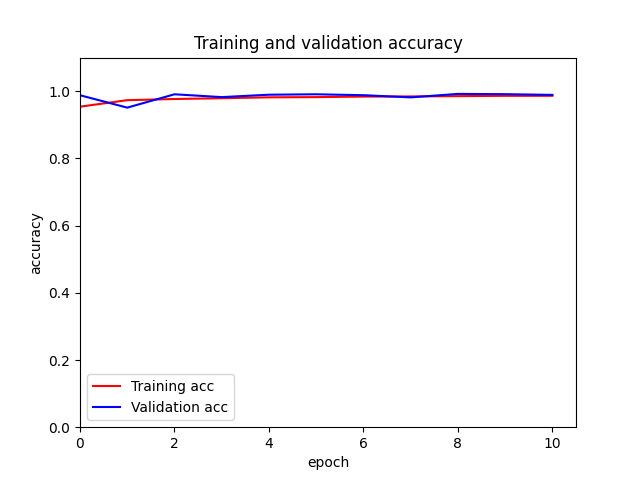 Training and validation accuracy
accuracy
1.0
0.8
0.6
0.4
0.2
0.0
Training acc
Validation acc
0 2 4 6 8 10
epoch